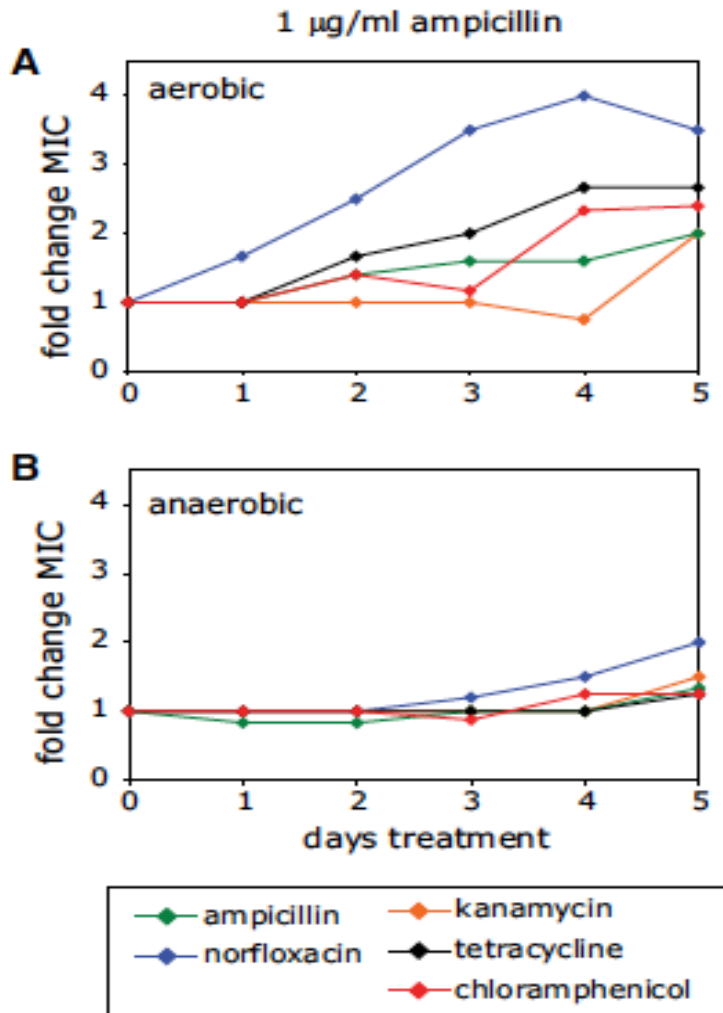 1 µg/ml ampicillin
A
aerobic
fold change MIC
4
3
2
1
0
0 1 2 3 4 5
B
anaerobic
fold change MIC
4
3
2
1
0
0 1 2 3 4 5
days treatment
ampicillin
kanamycin
norfloxacin
tetracycline
chloramphenicol